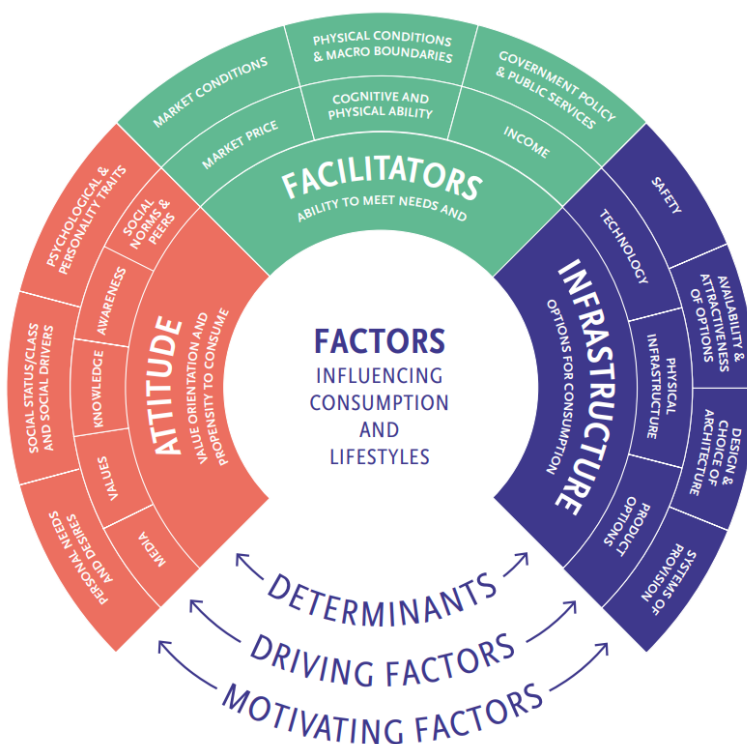 MARKET CONDITIONS
PHYSICAL CONDITIONS
& MACRO BOUNDARIES
GOVERNMENT POLICY
& PUBLIC SERVICES
MARKET PRICE
COGNITIVE AND
PHYSICAL ABILITY
INCOME
FACILITATORS
ABILITY TO MEET NEEDS AND
PSYCHOLOGICAL &
PERSONALITY TRAITS
SOCIAL STATUS/CLASS
AND SOCIAL DRIVERS
PERSONAL NEEDS
AND DESIRES
SOCIAL
NORMS &
PEERS
AWARENESS
KNOWLEDGE
VALUES
MEDIA
ATTITUDE
VALUE ORIENTATION AND
PROPENSITY TO CONSUME
FACTORS
INFLUENCING
CONSUMPTION
AND
LIFESTYLES
INFRASTRUCTURE
OPTIONS FOR CONSUMPTION
TECHNOLOGY
PHYSICAL
INFRASTRUCTURE
PRODUCT
OPTIONS
SAFETY
AVAILABILITY &
ATTRACTIVENESS
OF OPTIONS
DESIGN &
CHOICE OF
ARCHITECTURE
SYSTEMS OF
PROVISION
DETERMINANTS
DRIVING FACTORS
MOTIVATING FACTORS